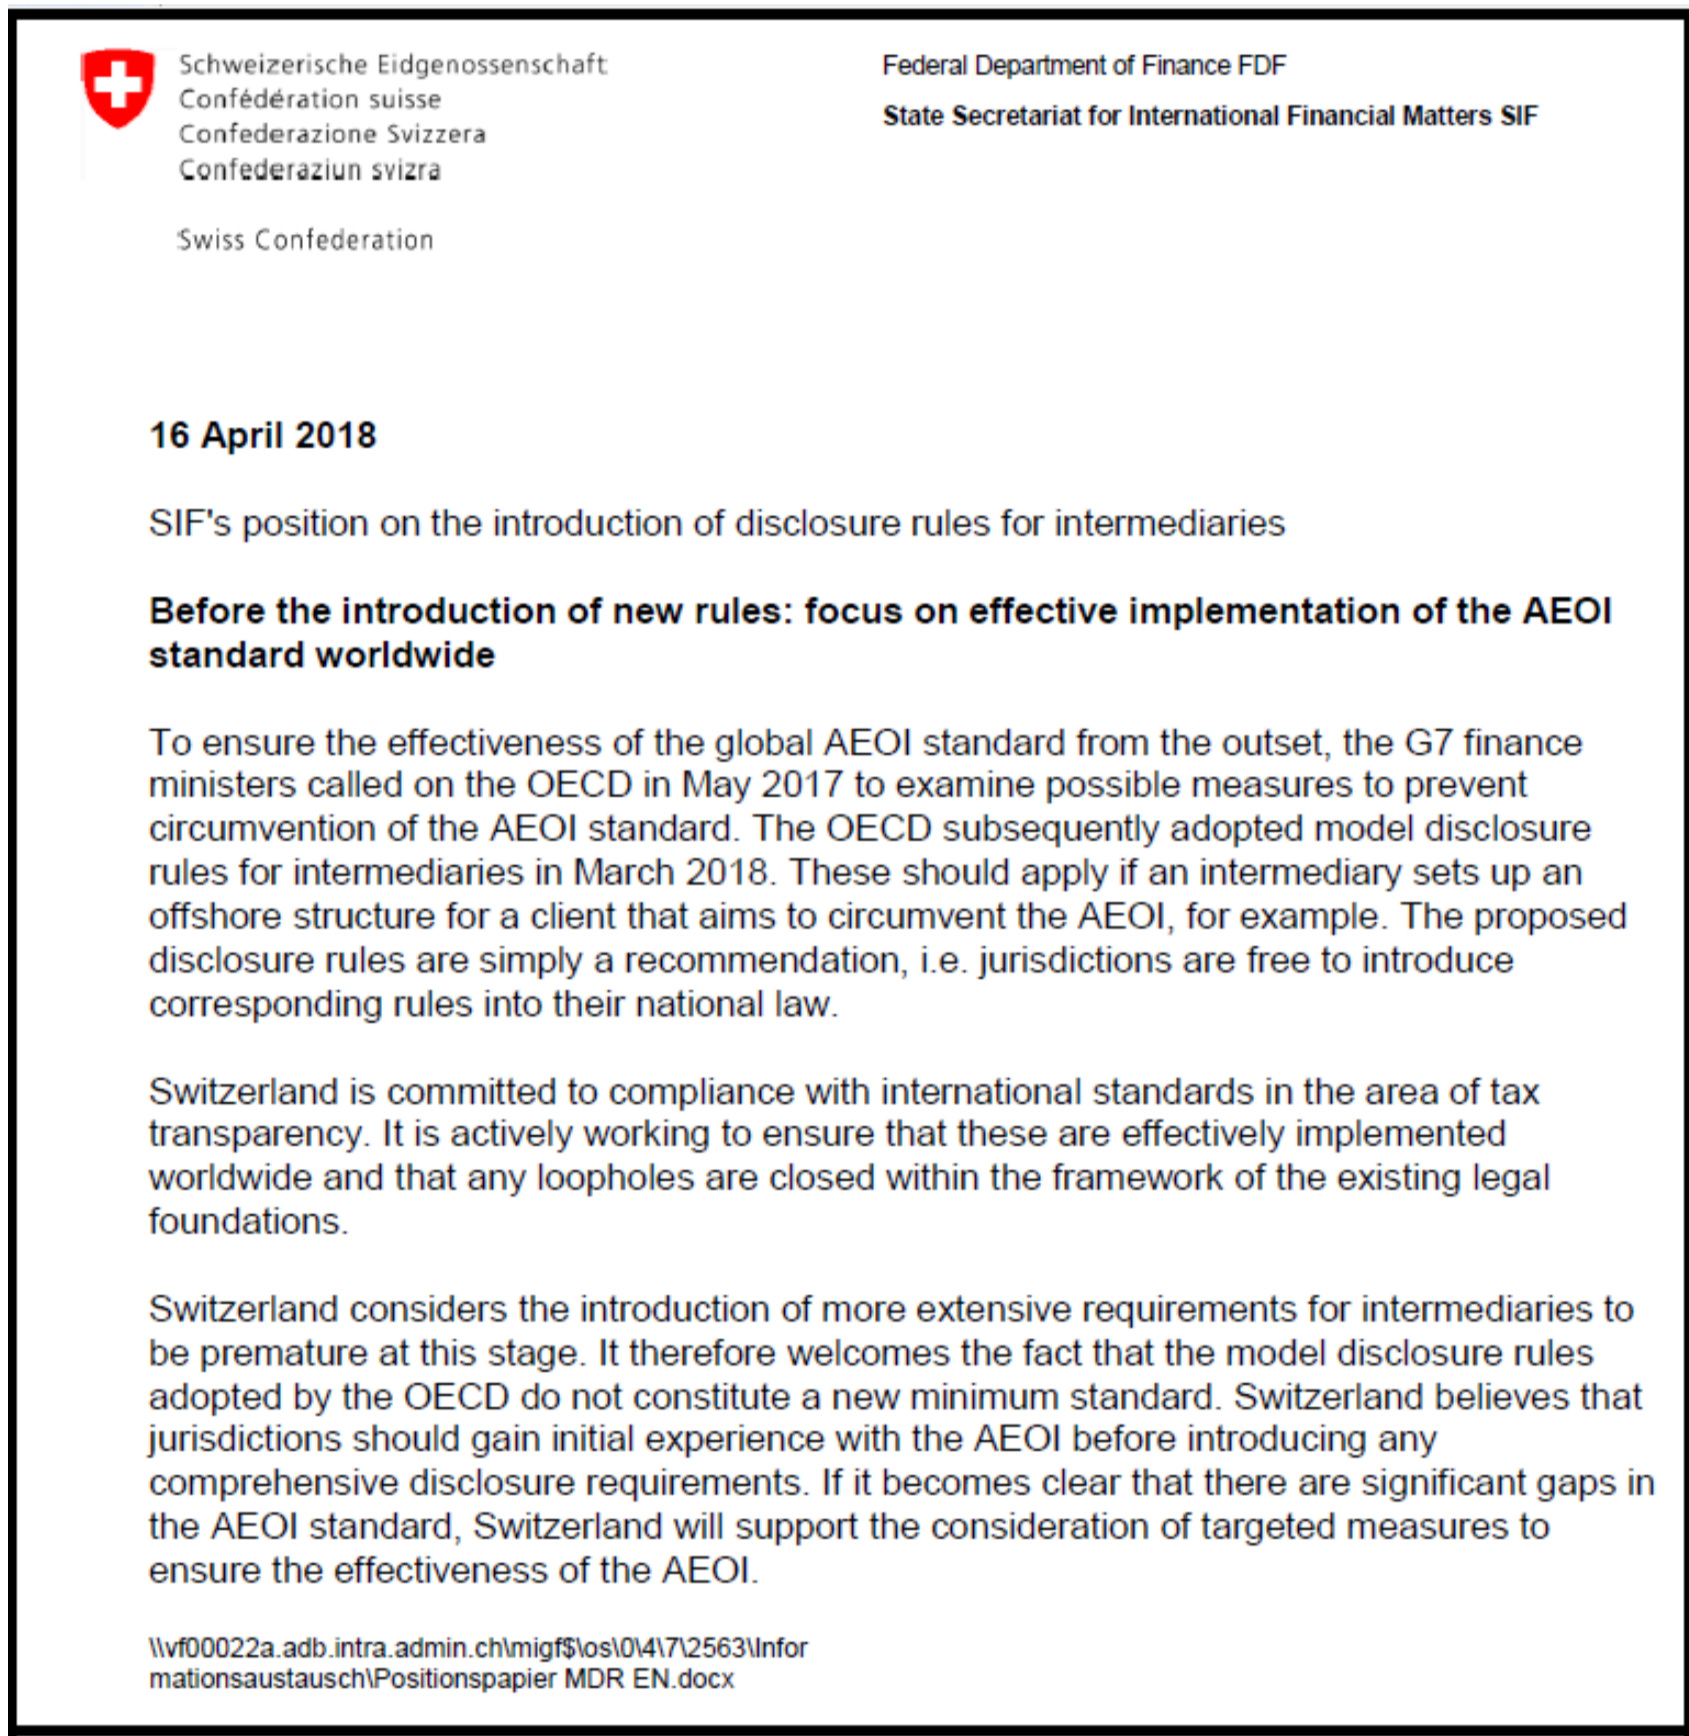 Schweizerische Eidgenossenschaft
Confédération suisse
Confederazione Svizzera
Confederaziun svizra
Swiss Confederation
Federal Department of Finance FDF
State Secretariat for International Financial Matters SIF
16 April 2018
SIF's position on the introduction of disclosure rules for intermediaries
Before the introduction of new rules: focus on effective implementation of the AEOI
standard worldwide
To ensure the effectiveness of the global AEOI standard from the outset, the G7 finance
ministers called on the OECD in May 2017 to examine possible measures to prevent
circumvention of the AEOI standard. The OECD subsequently adopted model disclosure
rules for intermediaries in March 2018. These should apply if an intermediary sets up an
offshore structure for a client that aims to circumvent the AEOI, for example. The proposed
disclosure rules are simply a recommendation, i.e. jurisdictions are free to introduce
corresponding rules into their national law.
Switzerland is committed to compliance with international standards in the area of tax
transparency. It is actively working to ensure that these are effectively implemented
worldwide and that any loopholes are closed within the framework of the existing legal
foundations.
Switzerland considers the introduction of more extensive requirements for intermediaries to
be premature at this stage. It therefore welcomes the fact that the model disclosure rules
adopted by the OECD do not constitute a new minimum standard. Switzerland believes that
jurisdictions should gain initial experience with the AEOI before introducing any
comprehensive disclosure requirements. If it becomes clear that there are significant gaps in
the AEOI standard, Switzerland will support the consideration of targeted measures to
ensure the effectiveness of the AEOI.
\\vf00022a.adb.intra.admin.ch\migf$\os\0\4\7\2563\Infor
mationsaustausch\Positionspapier MDR EN.docx